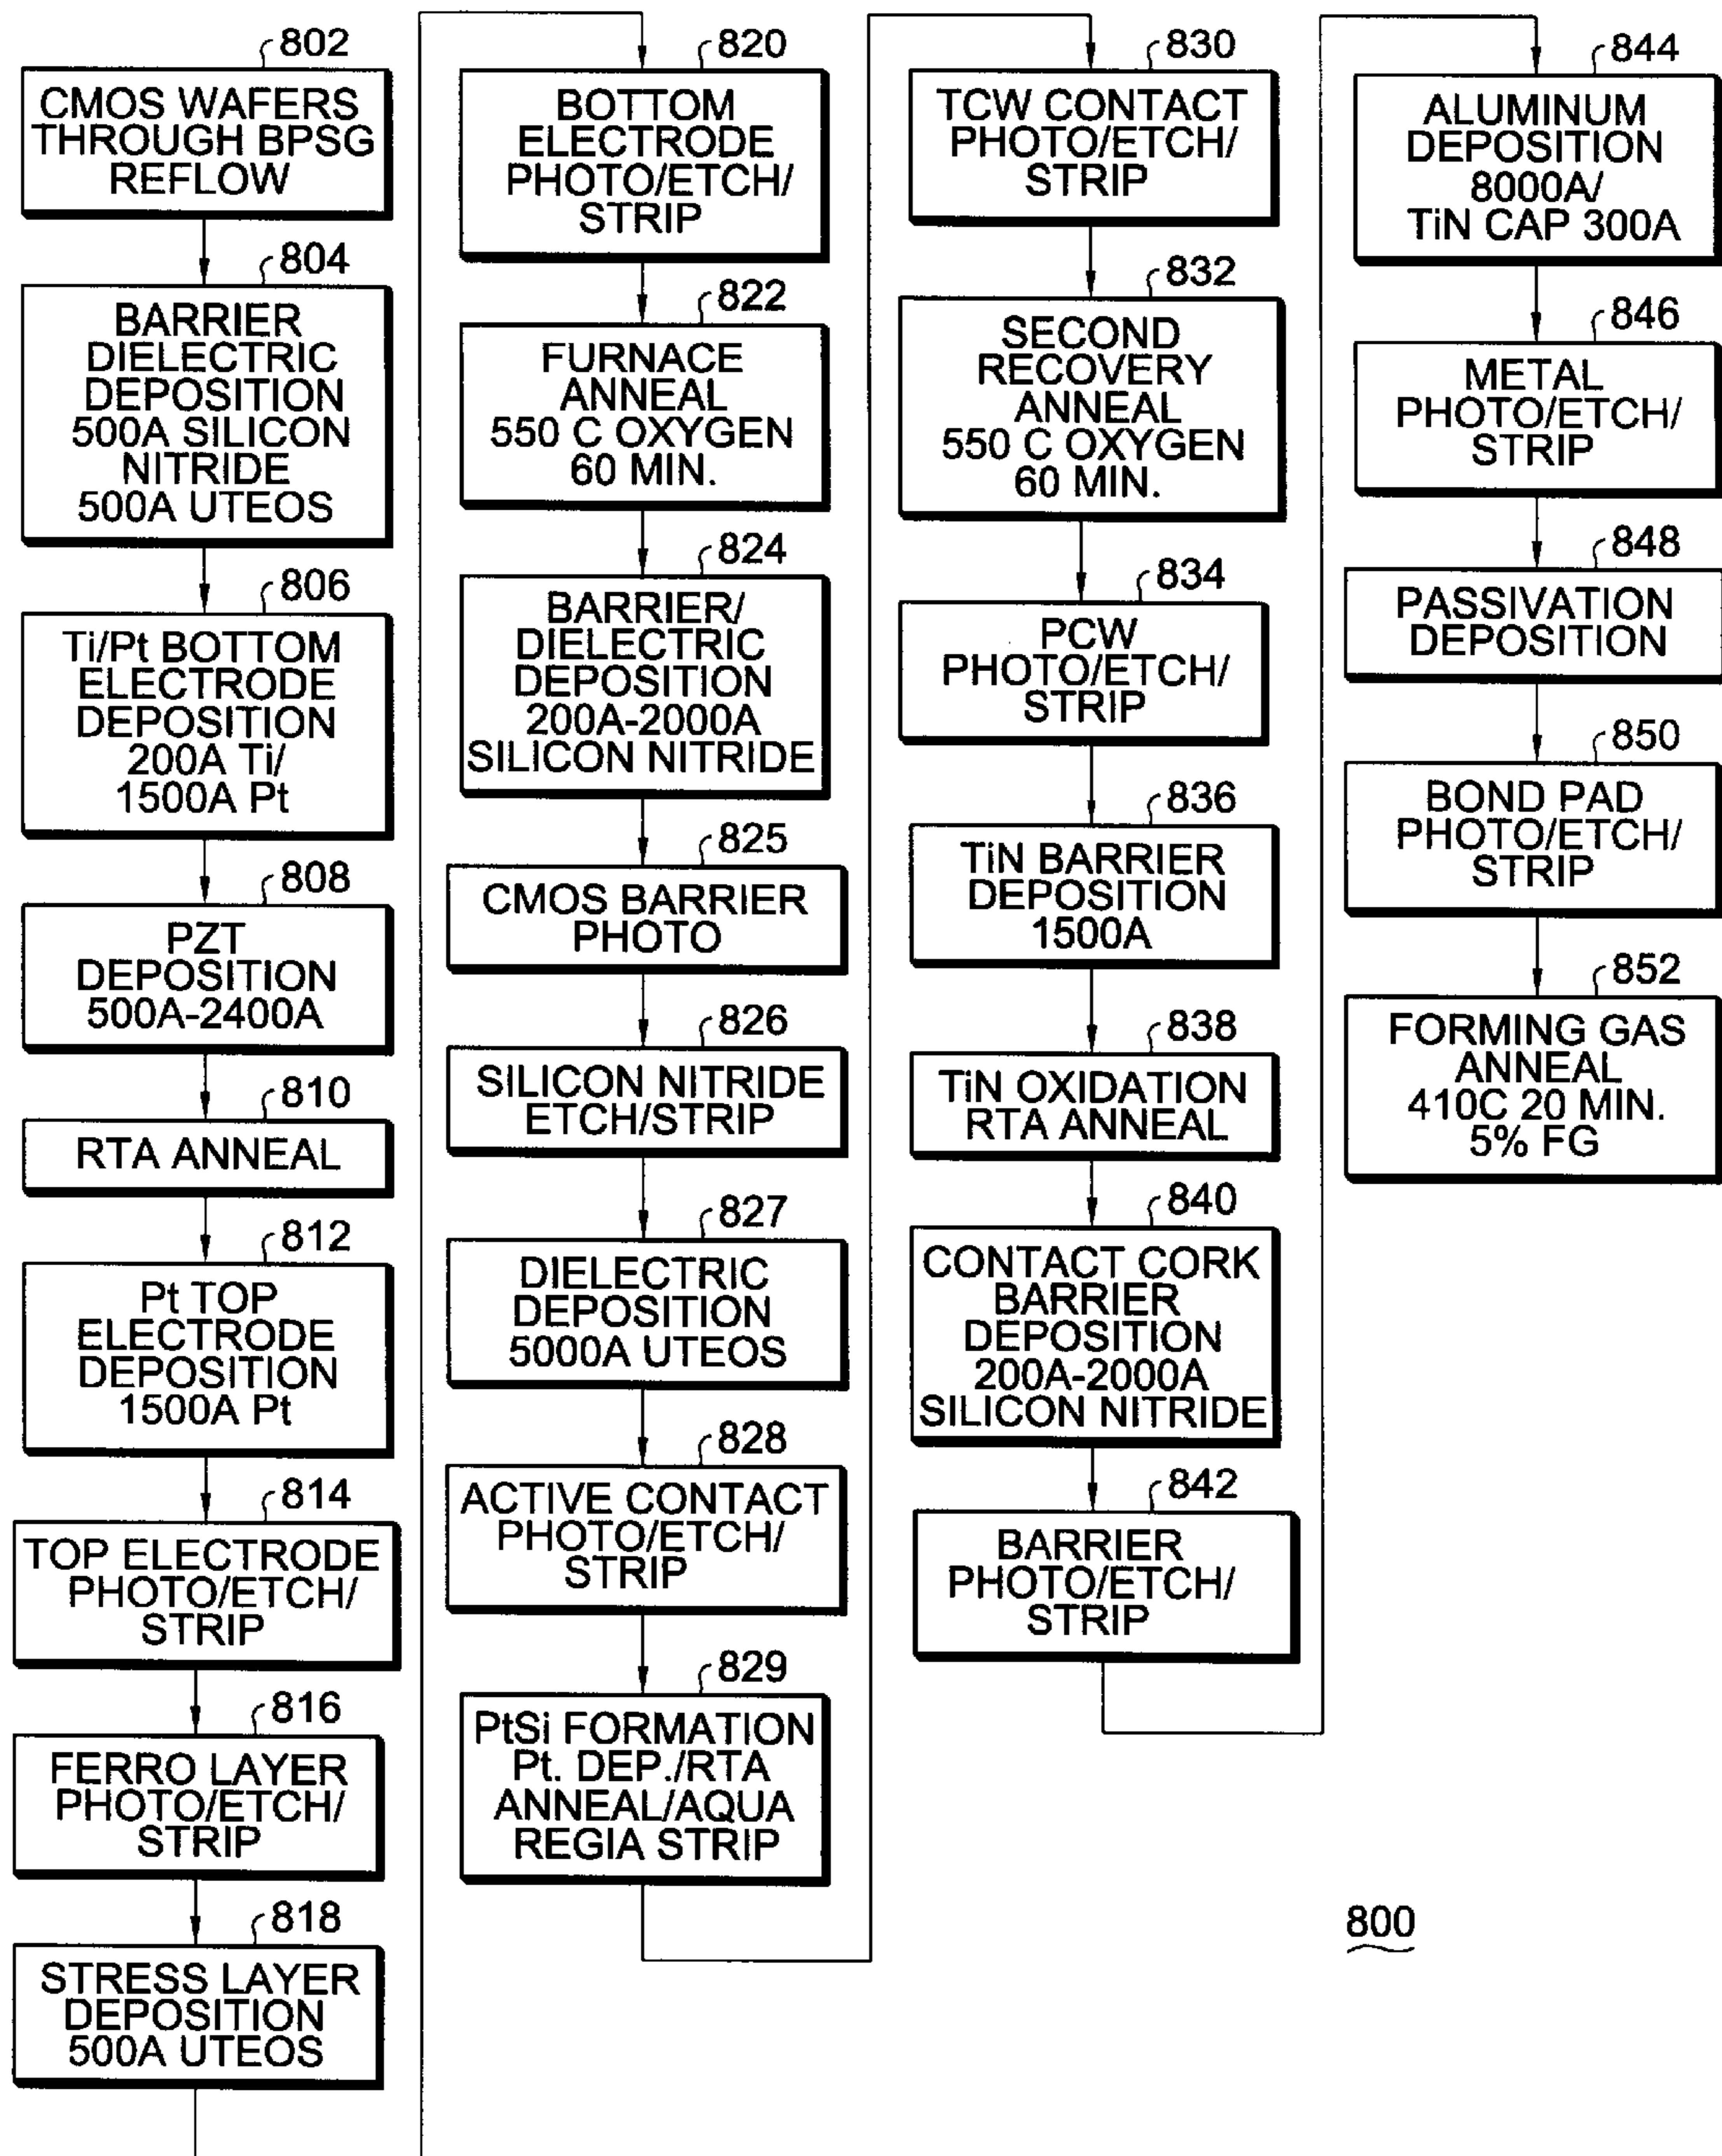 802
CMOS WAFERS
THROUGH BPSG
REFLOW
804
BARRIER
DIELECTRIC
DEPOSITION
500A SILICON
NITRIDE
500A UTEOS
806
Ti/Pt BOTTOM
ELECTRODE
DEPOSITION
200A Ti/
1500A Pt
808
PZT
DEPOSITION
500A-2400A
810
RTA ANNEAL
812
Pt TOP
ELECTRODE
DEPOSITION
1500A Pt
814
TOP ELECTRODE
PHOTO/ETCH/
STRIP
816
FERRO LAYER
PHOTO/ETCH/
STRIP
818
STRESS LAYER
DEPOSITION
500A UTEOS
820
BOTTOM
ELECTRODE
PHOTO/ETCH/
STRIP
822
FURNACE
ANNEAL
550 C OXYGEN
60 MIN.
824
BARRIER/
DIELECTRIC
DEPOSITION
200A-2000A
SILICON NITRIDE
825
CMOS BARRIER
PHOTO
826
SILICON NITRIDE
ETCH/STRIP
827
DIELECTRIC
DEPOSITION
5000A UTEOS
828
ACTIVE CONTACT
PHOTO/ETCH/
STRIP
829
PtSi FORMATION
Pt. DEP./RTA
ANNEAL/AQUA
REGIA STRIP
830
TCW CONTACT
PHOTO/ETCH/
STRIP
832
SECOND
RECOVERY
ANNEAL
550 C OXYGEN
60 MIN.
834
PCW
PHOTO/ETCH/
STRIP
836
TiN BARRIER
DEPOSITION
1500A
838
TiN OXIDATION
RTA ANNEAL
840
CONTACT CORK
BARRIER
DEPOSITION
200A-2000A
SILICON NITRIDE
842
BARRIER
PHOTO/ETCH/
STRIP
844
ALUMINUM
DEPOSITION
8000A/
TiN CAP 300A
846
METAL
PHOTO/ETCH/
STRIP
848
PASSIVATION
DEPOSITION
850
BOND PAD
PHOTO/ETCH/
STRIP
852
FORMING GAS
ANNEAL
410C 20 MIN.
5% FG
800